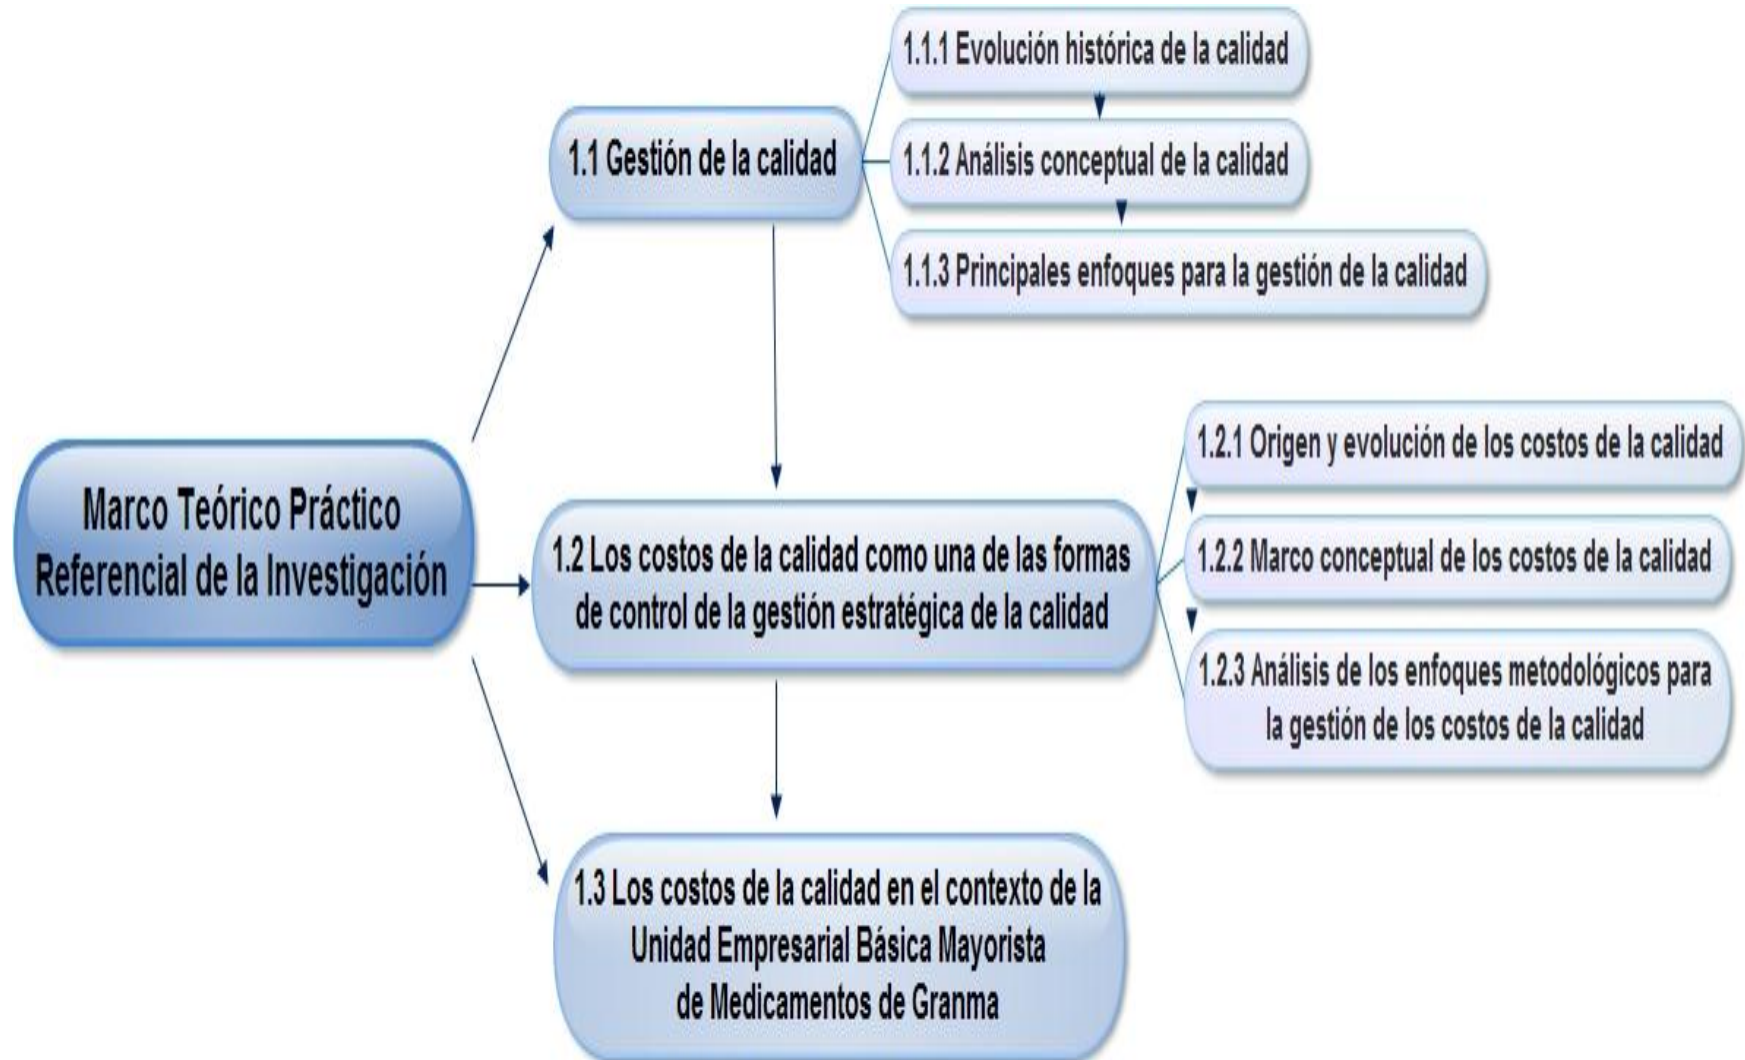 Marco Teórico Práctico
Referencial de la Investigación
1.1 Gestión de la calidad
1.1.1 Evolución histórica de la calidad
1.1.2 Análisis conceptual de la calidad
1.1.3 Principales enfoques para la gestión de la calidad
1.2 Los costos de la calidad como una de las formas
de control de la gestión estratégica de la calidad
1.2.1 Origen y evolución de los costos de la calidad
1.2.2 Marco conceptual de los costos de la calidad
1.2.3 Análisis de los enfoques metodológicos para
la gestión de los costos de la calidad
1.3 Los costos de la calidad en el contexto de la
Unidad Empresarial Básica Mayorista
de Medicamentos de Granma